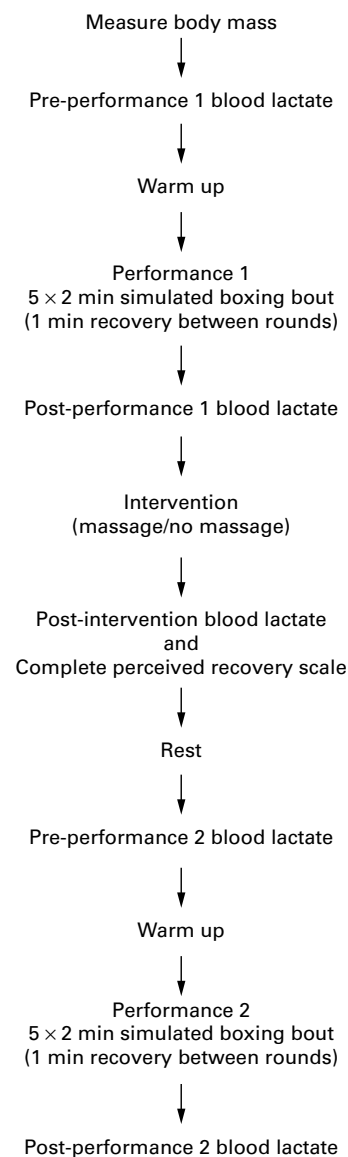 Measure body mass
Pre-performance 1 blood lactate
Warm up
Performance 1
5 × 2 min simulated boxing bout
(1 min recovery between rounds)
Post-performance 1 blood lactate
Intervention
(massage/no massage)
Post-intervention blood lactate
and
Complete perceived recovery scale
Rest
Pre-performance 2 blood lactate
Warm up
Performance 2
5 × 2 min simulated boxing bout
(1 min recovery between rounds)
Post-performance 2 blood lactate